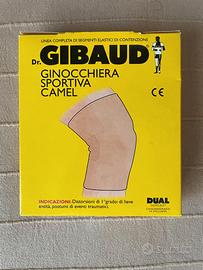 LINEA COMPLETA DI SEGMENTI ELASTICI DI CONTENZIONE
Dr. GIBAUD
GINOCCHIERA
SPORTIVA
CAMEL
CE
INDICAZIONI: Distorsioni di I° grado: di lieve
entità, postumi di eventi traumatici.
DUAL